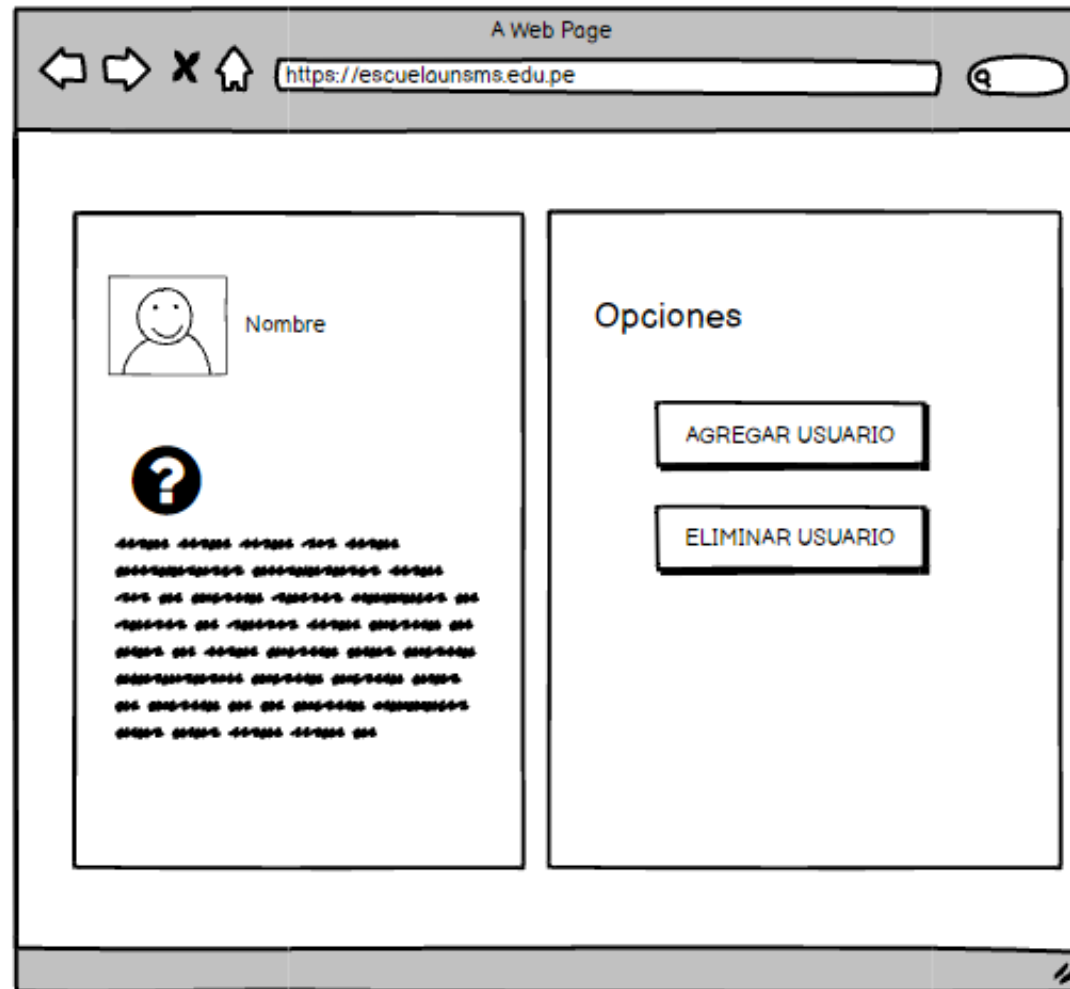 A Web Page
https://escuelaunsms.edu.pe
Nombre
?
Opciones
AGREGAR USUARIO
ELIMINAR USUARIO